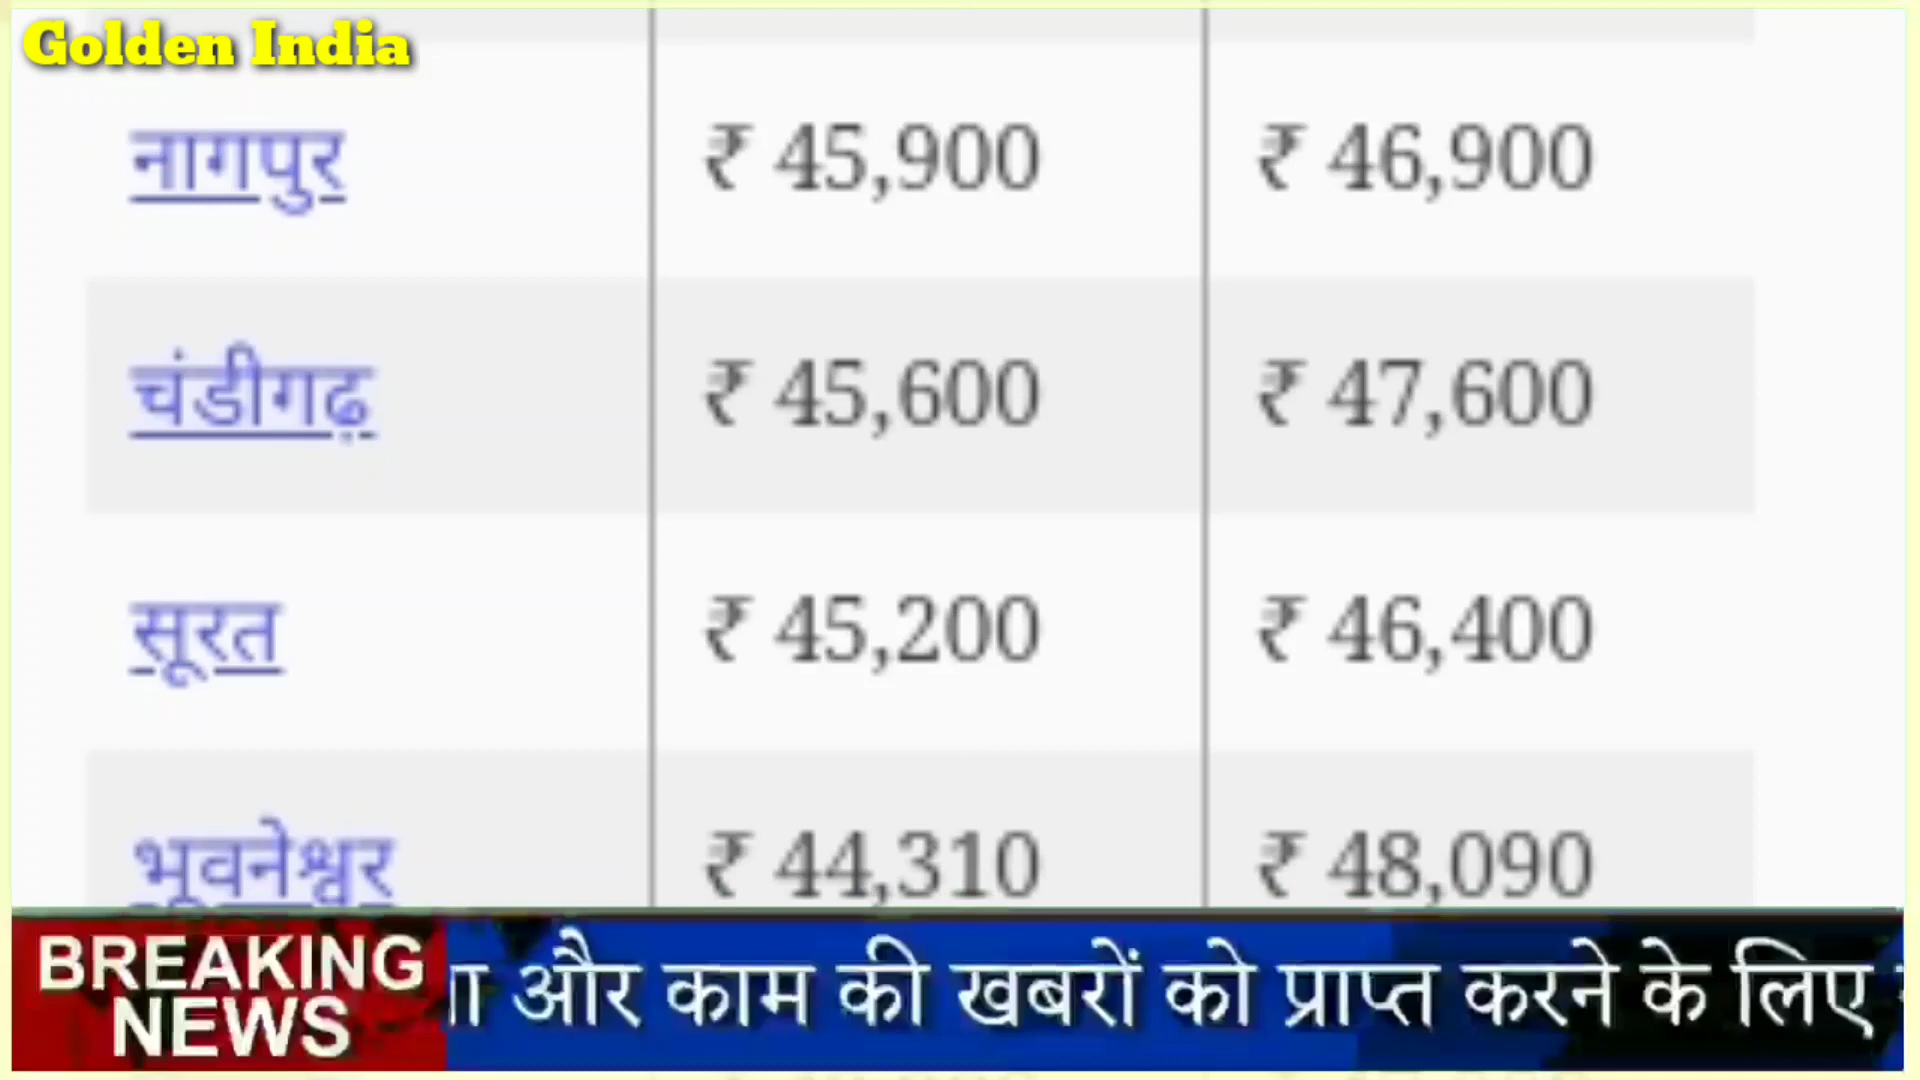 Golden India
नागपुर ₹ 45,900 ₹ 46,900
चंडीगढ़ ₹ 45,600 ₹ 47,600
सूरत ₹ 45,200 ₹ 46,400
भूवनेश्वर ₹ 44,310 ₹ 48,090
BREAKING
NEWS
और काम की खबरों को प्राप्त करने के लिए